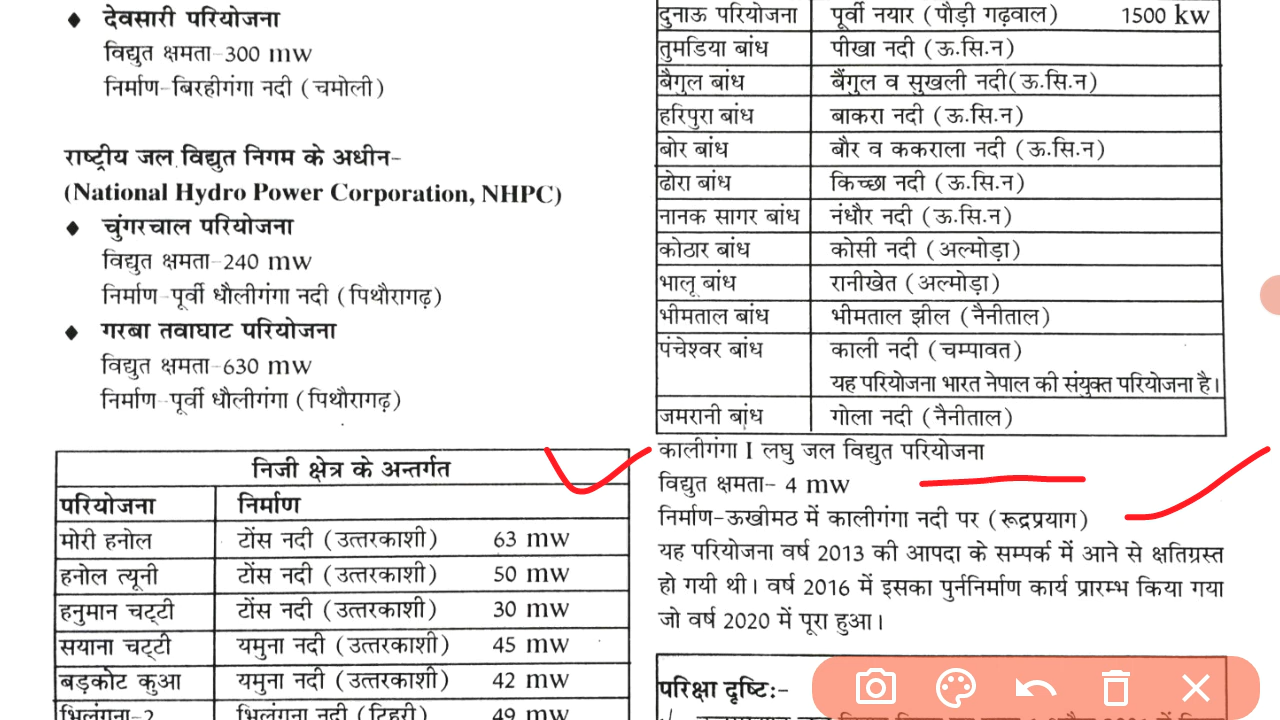 ♦ देवसारी परियोजना
विद्युत क्षमता-300 mw
निर्माण-बिरहीगंगा नदी (चमोली)
राष्ट्रीय जल विद्युत निगम के अधीन-
(National Hydro Power Corporation, NHPC)
♦ चुंगरचाल परियोजना
विद्युत क्षमता-240 mw
निर्माण-पूर्वी धौलीगंगा नदी (पिथौरागढ़)
♦ गरबा तवाघाट परियोजना
विद्युत क्षमता-630 mw
निर्माण-पूर्वी धौलीगंगा (पिथौरागढ़)
निजी क्षेत्र के अन्तर्गत
परियोजना निर्माण
मोरी हनोल टोंस नदी (उत्तरकाशी) 63 mw
हनोल त्यूनी टोंस नदी (उत्तरकाशी) 50 mw
हनुमान चट्टी टोंस नदी (उत्तरकाशी) 30 mw
सयाना चट्टी यमुना नदी (उत्तरकाशी) 45 mw
बड़कोट कुआ यमुना नदी (उत्तरकाशी) 42 mw
भिलंगना-2 भिलंगना नदी (टिहरी) 49 mw
दुनाऊ परियोजना पूर्वी नयार (पौड़ी गढ़वाल) 1500 kw
तुमडिया बांध पीखा नदी (ऊ.सि.न)
बैगुल बांध बैंगुल व सुखली नदी(ऊ.सि.न)
हरिपुरा बांध बाकरा नदी (ऊ.सि.न)
बोर बांध बौर व ककराला नदी (ऊ.सि.न)
ढोरा बांध किच्छा नदी (ऊ.सि.न)
नानक सागर बांध नंधौर नदी (ऊ.सि.न)
कोठार बांध कोसी नदी (अल्मोड़ा)
भालू बांध रानीखेत (अल्मोड़ा)
भीमताल बांध भीमताल झील (नैनीताल)
पंचेश्वर बांध काली नदी (चम्पावत)
यह परियोजना भारत नेपाल की संयुक्त परियोजना है।
जमरानी बांध गोला नदी (नैनीताल)
कालीगंगा I लघु जल विद्युत परियोजना
विद्युत क्षमता- 4 mw
निर्माण-ऊखीमठ में कालीगंगा नदी पर (रूद्रप्रयाग)
यह परियोजना वर्ष 2013 की आपदा के सम्पर्क में आने से क्षतिग्रस्त
हो गयी थी। वर्ष 2016 में इसका पुर्ननिर्माण कार्य प्रारम्भ किया गया
जो वर्ष 2020 में पूरा हुआ।
परिक्षा दृष्टिः-